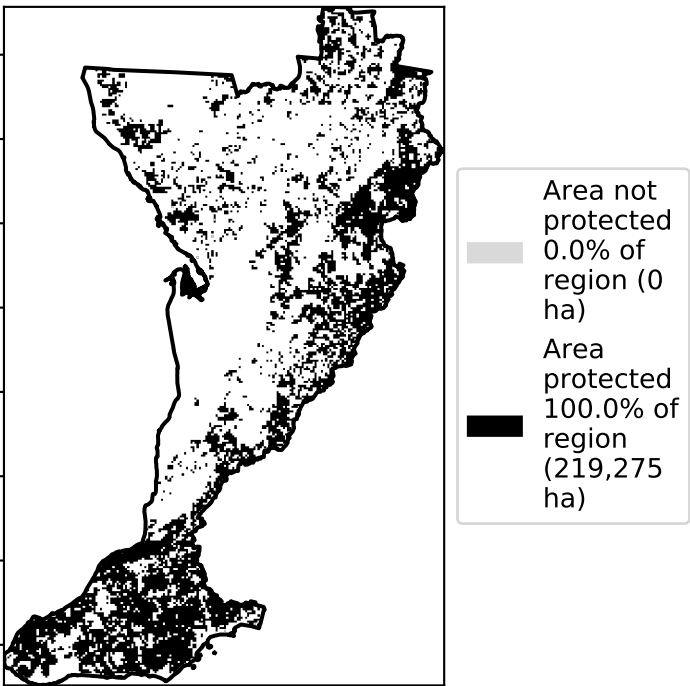 Area not
protected
0.0% of
region (0
ha)
Area
protected
100.0% of
region
(219,275
ha)